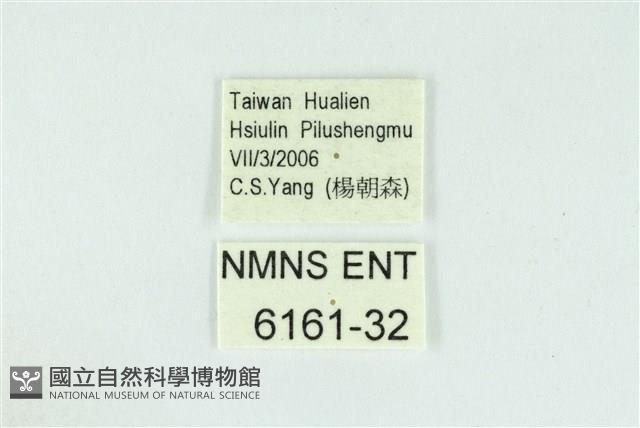 Taiwan Hualien
Hsiulin Pilushengmu
VII/3/2006
C.S.Yang (楊朝森)
NMNS ENT
6161-32
國立自然科學博物館
NATIONAL MUSEUM OF NATURAL SCIENCE